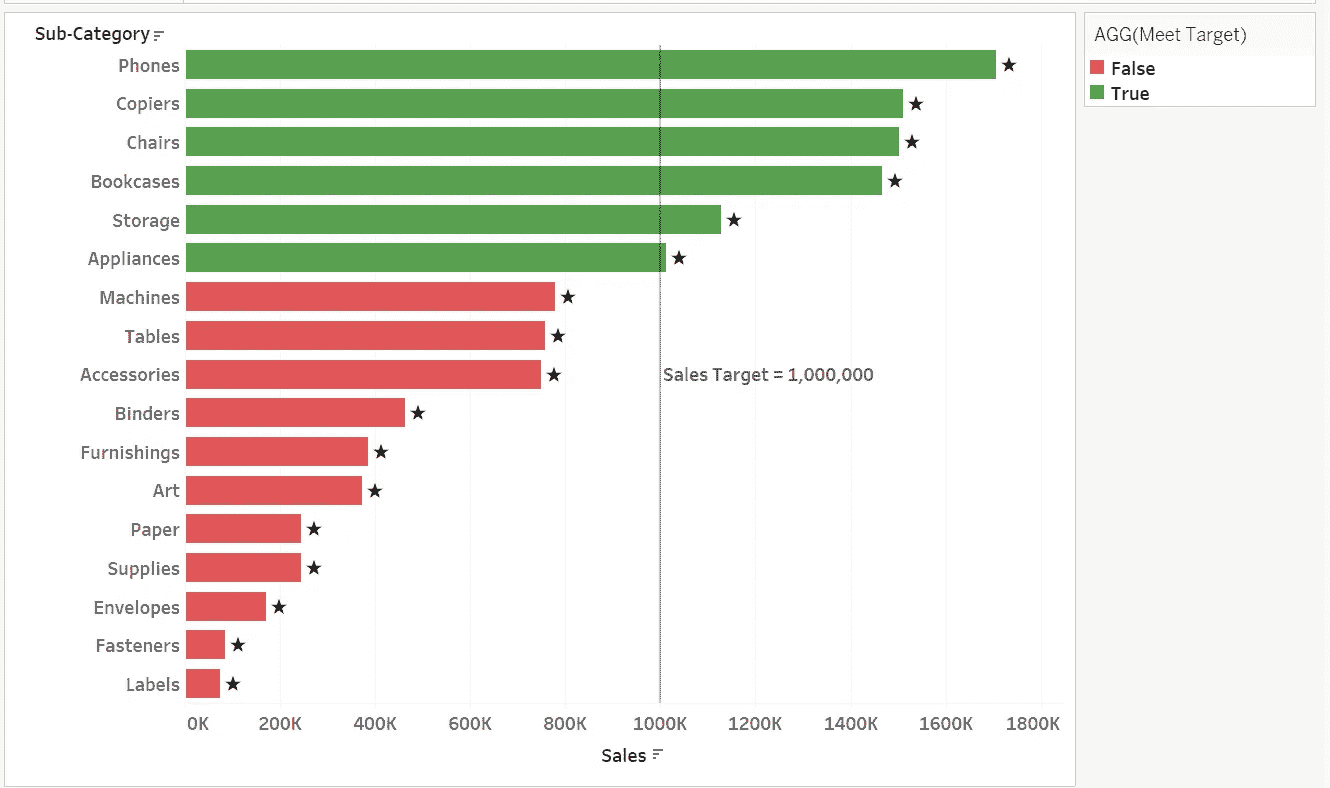 Sub-Category
Phones
Copiers
Chairs
Bookcases
Storage
Appliances
Machines
Tables
Accessories
Sales Target = 1,000,000
Binders
Furnishings
Art
Paper
Supplies
Envelopes
Fasteners
Labels
0K 200K 400K 600K 800K 1000K 1200K 1400K 1600K 1800K
Sales
AGG(Meet Target)
False
True